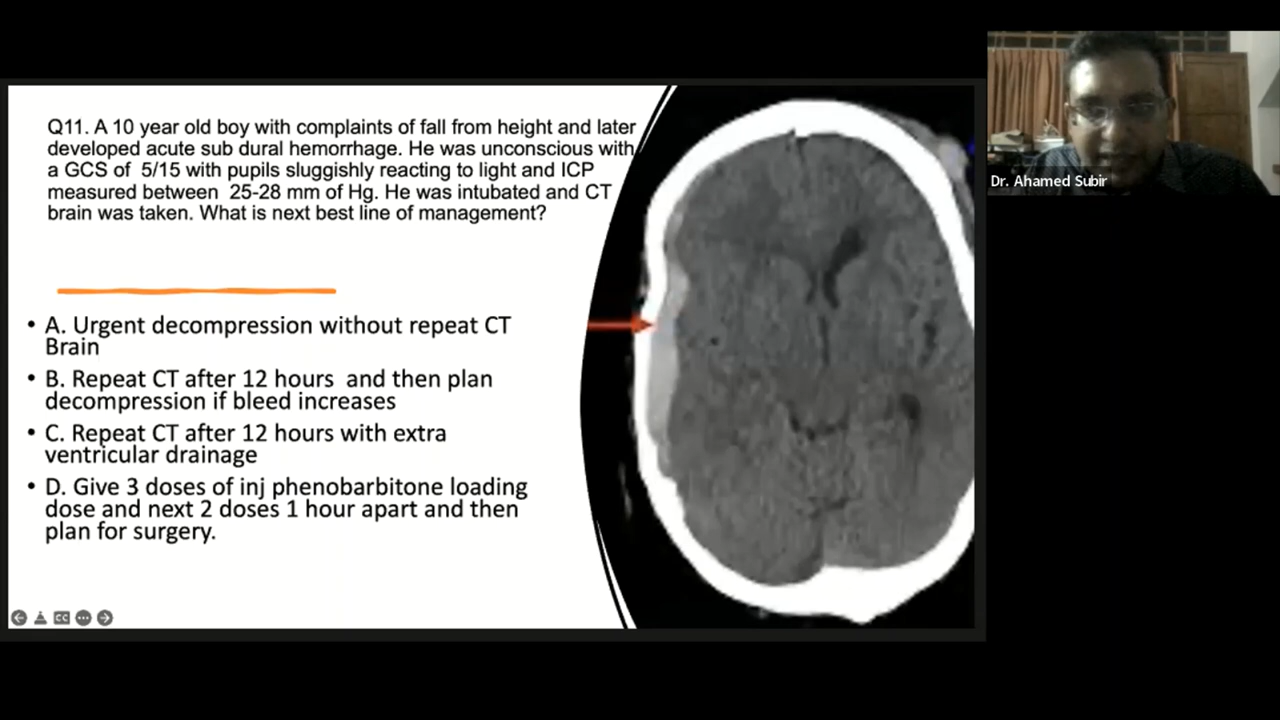 Q11. A 10 year old boy with complaints of fall from height and later
developed acute sub dural hemorrhage. He was unconscious with
a GCS of  5/15 with pupils sluggishly reacting to light and ICP
measured between  25-28 mm of Hg. He was intubated and CT
brain was taken. What is next best line of management?
• A. Urgent decompression without repeat CT
Brain
• B. Repeat CT after 12 hours  and then plan
decompression if bleed increases
• C. Repeat CT after 12 hours with extra
ventricular drainage
• D. Give 3 doses of inj phenobarbitone loading
dose and next 2 doses 1 hour apart and then
plan for surgery.
CC
Dr. Ahamed Subir